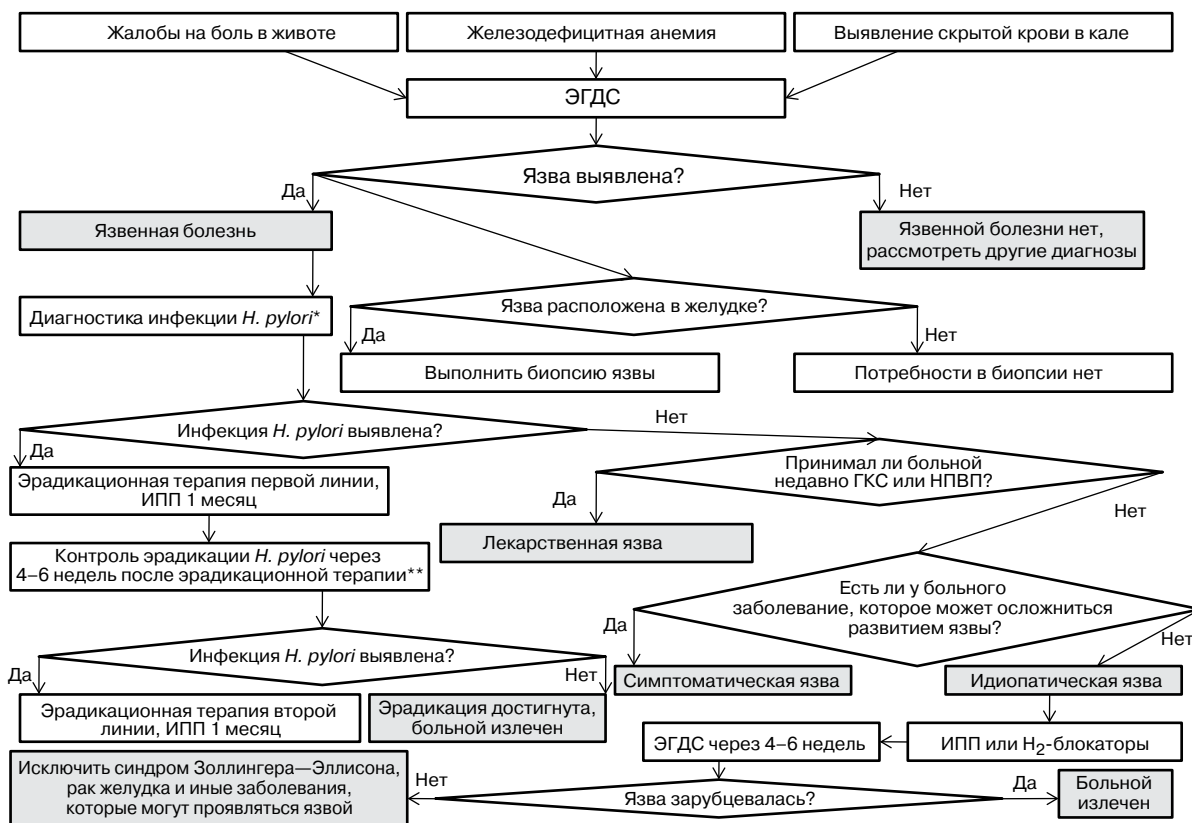 Жалобы на боль в животе
Железодефицитная анемия
Выявление скрытой крови в кале
ЭГДС
Язва выявлена?
Да
Нет
Язвенная болезнь
Язвенной болезни нет,
рассмотреть другие диагнозы
Язва расположена в желудке?
Диагностика инфекции H. pylori*
Да
Нет
Выполнить биопсию язвы
Потребности в биопсии нет
Инфекция H. pylori выявлена?
Нет
Да
Принимал ли больной
недавно ГКС или НПВП?
Эрадикационная терапия первой линии,
ИПП 1 месяц
Да
Нет
Лекарственная язва
Контроль эрадикации H. pylori через
4–6 недель после эрадикационной терапии**
Есть ли у больного
заболевание, которое может осложниться
развитием язвы?
Да
Нет
Инфекция H. pylori выявлена?
Да
Нет
Симптоматическая язва
Идиопатическая язва
Эрадикационная терапия второй
линии, ИПП 1 месяц
Эрадикация достигнута,
больной излечен
ЭГДС через 4–6 недель
ИПП или H₂-блокаторы
Исключить синдром Золлингера—Эллисона,
рак желудка и иные заболевания,
которые могут проявляться язвой
Нет
Язва зарубцевалась?
Да
Больной
излечен